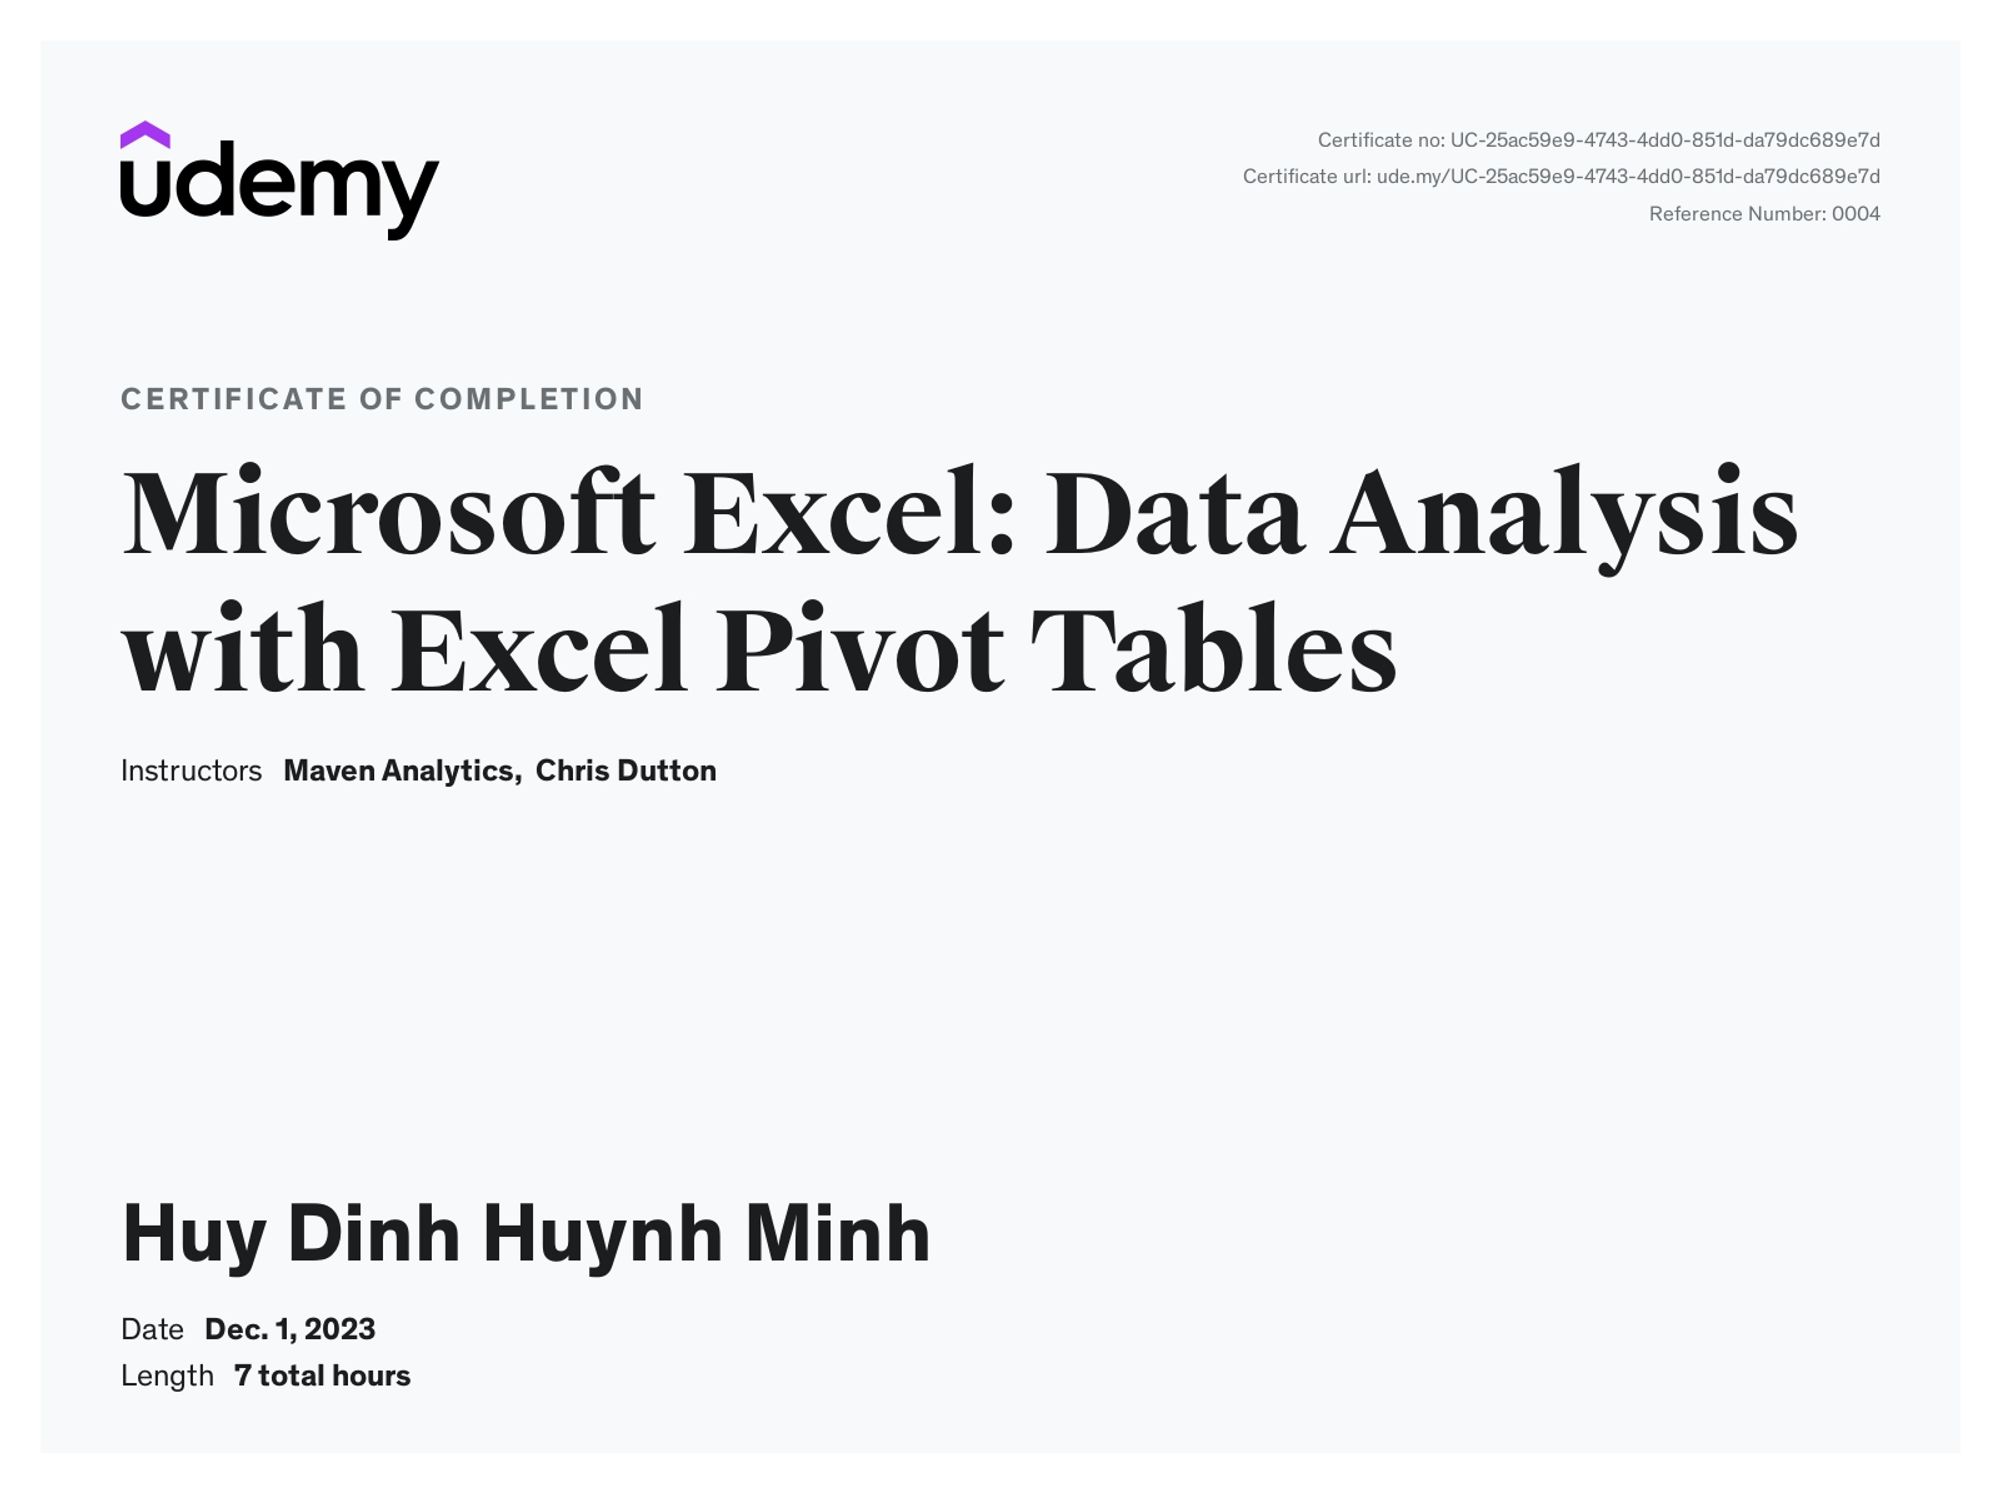 udemy
Certificate no: UC-25ac59e9-4743-4dd0-851d-da79dc689e7d
Certificate url: ude.my/UC-25ac59e9-4743-4dd0-851d-da79dc689e7d
Reference Number: 0004
CERTIFICATE OF COMPLETION
Microsoft Excel: Data Analysis
with Excel Pivot Tables
Instructors Maven Analytics, Chris Dutton
Huy Dinh Huynh Minh
Date Dec. 1, 2023
Length 7 total hours